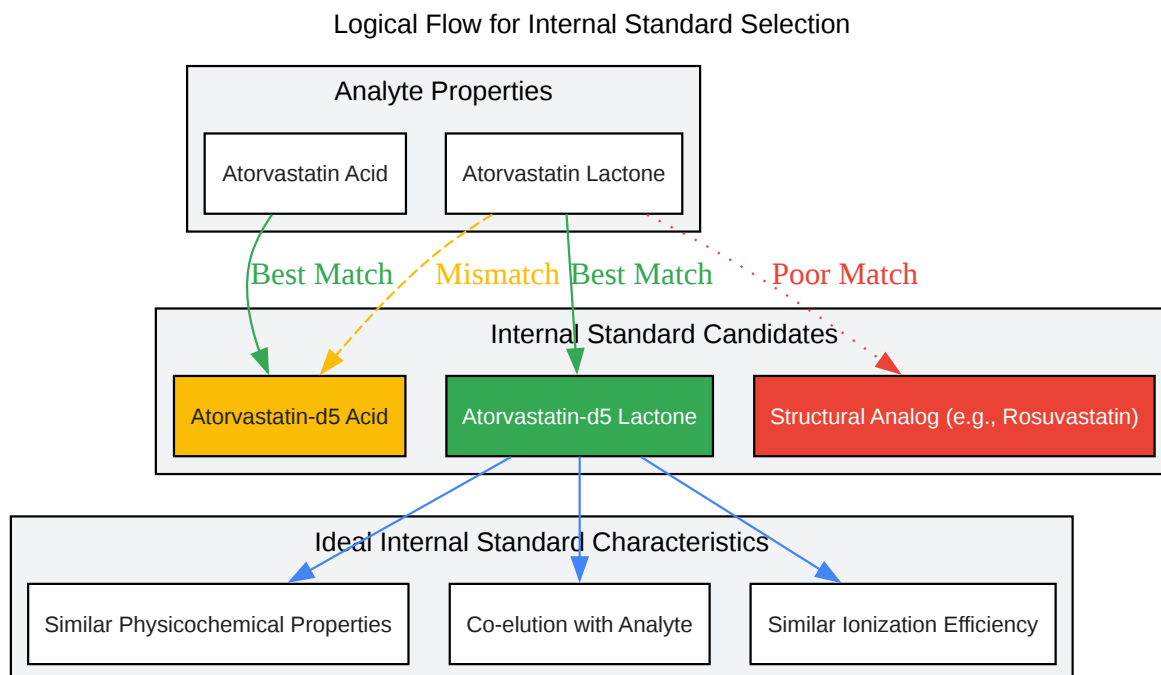 Logical Flow for Internal Standard Selection
Analyte Properties
Atorvastatin Acid
Atorvastatin Lactone
Best Match
Mismatch
Best Match
Poor Match
Internal Standard Candidates
Atorvastatin-d5 Acid
Atorvastatin-d5 Lactone
Structural Analog (e.g., Rosuvastatin)
Ideal Internal Standard Characteristics
Similar Physicochemical Properties
Co-elution with Analyte
Similar Ionization Efficiency